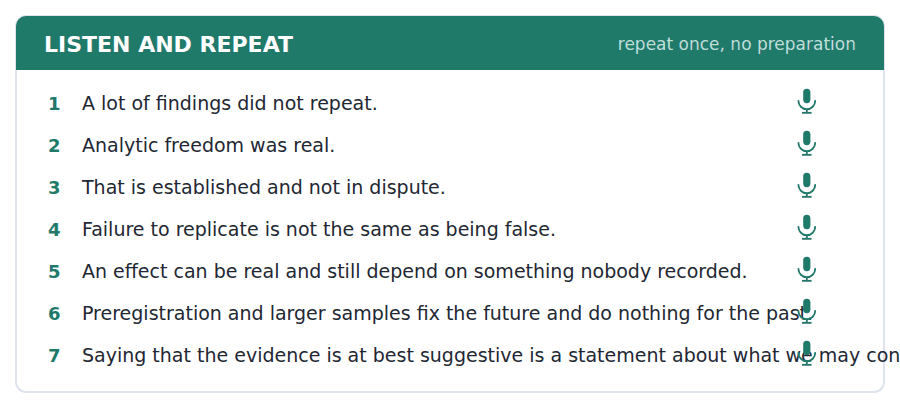 LISTEN AND REPEAT
repeat once, no preparation
1 A lot of findings did not repeat.
2 Analytic freedom was real.
3 That is established and not in dispute.
4 Failure to replicate is not the same as being false.
5 An effect can be real and still depend on something nobody recorded.
6 Preregistration and larger samples fix the future and do nothing for the past
7 Saying that the evidence is at best suggestive is a statement about what we may con